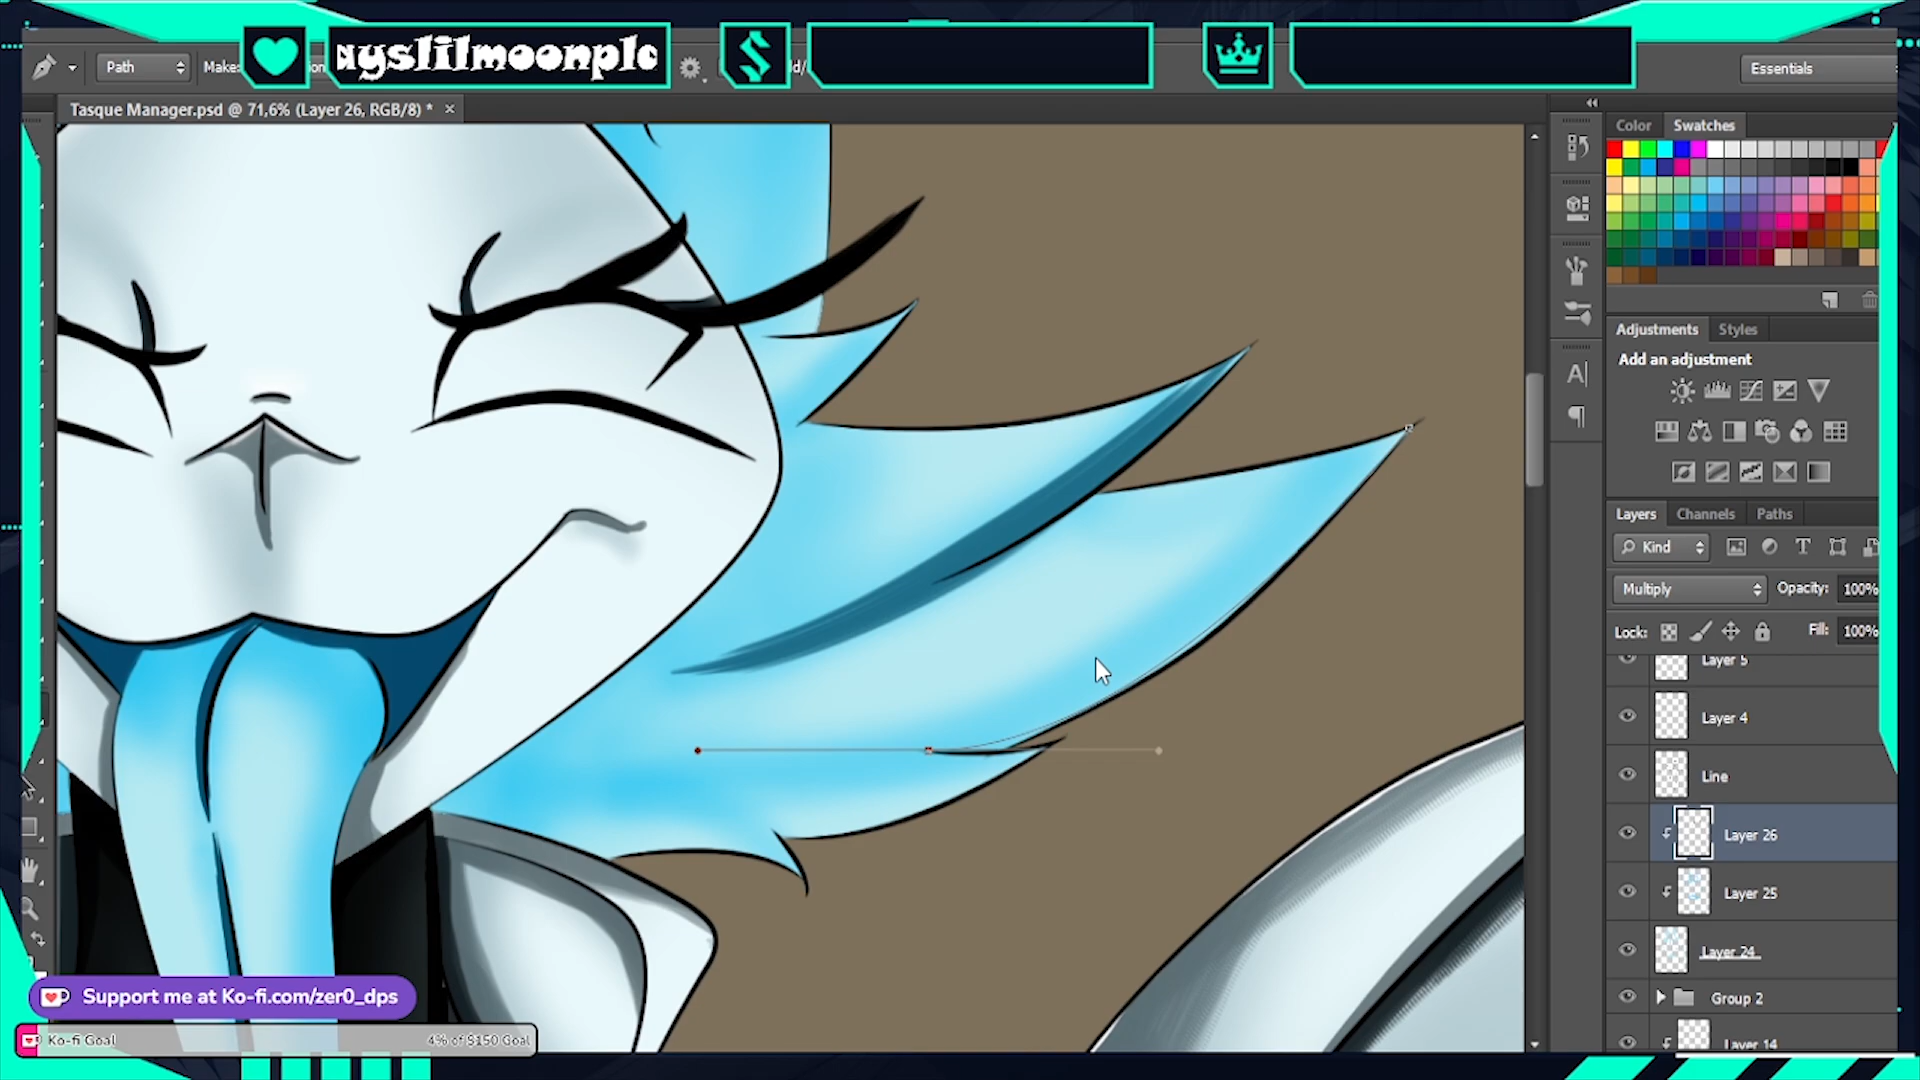 ayslilmoonplc
Path
Make:
Essentials
Tasque Manager.psd @ 71,6% (Layer 26, RGB/8) *
Color
Swatches
Adjustments
Styles
Add an adjustment
Layers
Channels
Paths
Kind
Multiply
Opacity:
100%
Lock:
Fill:
100%
Layer 5
Layer 4
Line
Layer 26
Layer 25
Layer 24
Group 2
Layer 14
Support me at Ko-fi.com/zer0_dps
Ko-fi Goal
4% of $150 Goal